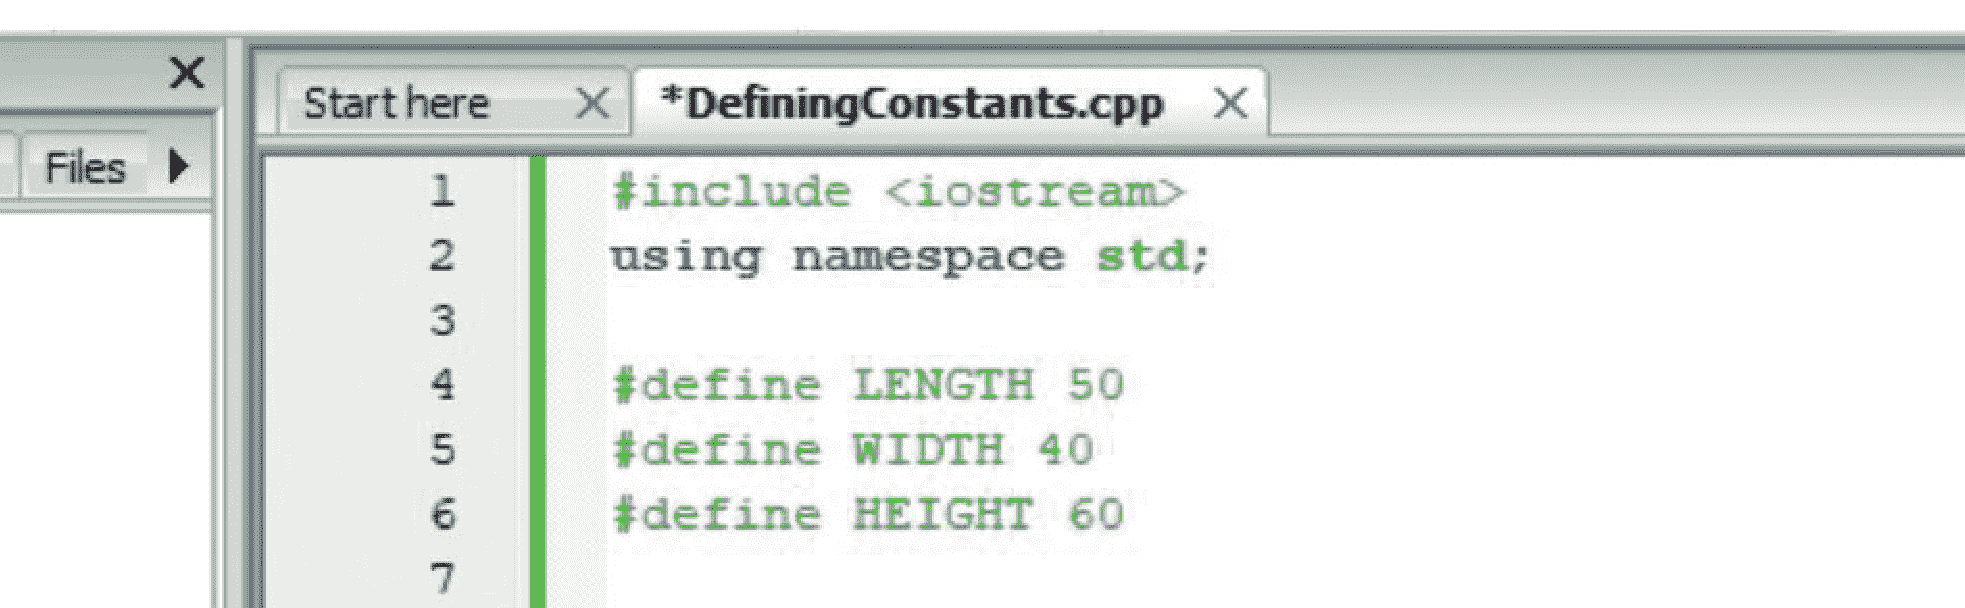 Start here *DefiningConstants.cpp
Files
1 #include <iostream>
2 using namespace std;
3
4 #define LENGTH 50
5 #define WIDTH 40
6 #define HEIGHT 60
7